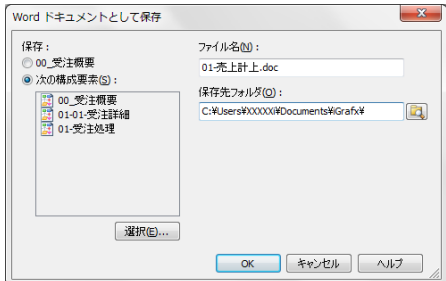 Word ドキュメントとして保存
保存:
00_受注概要
次の構成要素(S):
00_受注概要
01-01-受注詳細
01-受注処理
選択(E)...
ファイル名(N):
01-売上計上.doc
保存先フォルダ(O):
C:¥Users¥XXXXXi¥Documents¥iGrafx¥
OK
キャンセル
ヘルプ